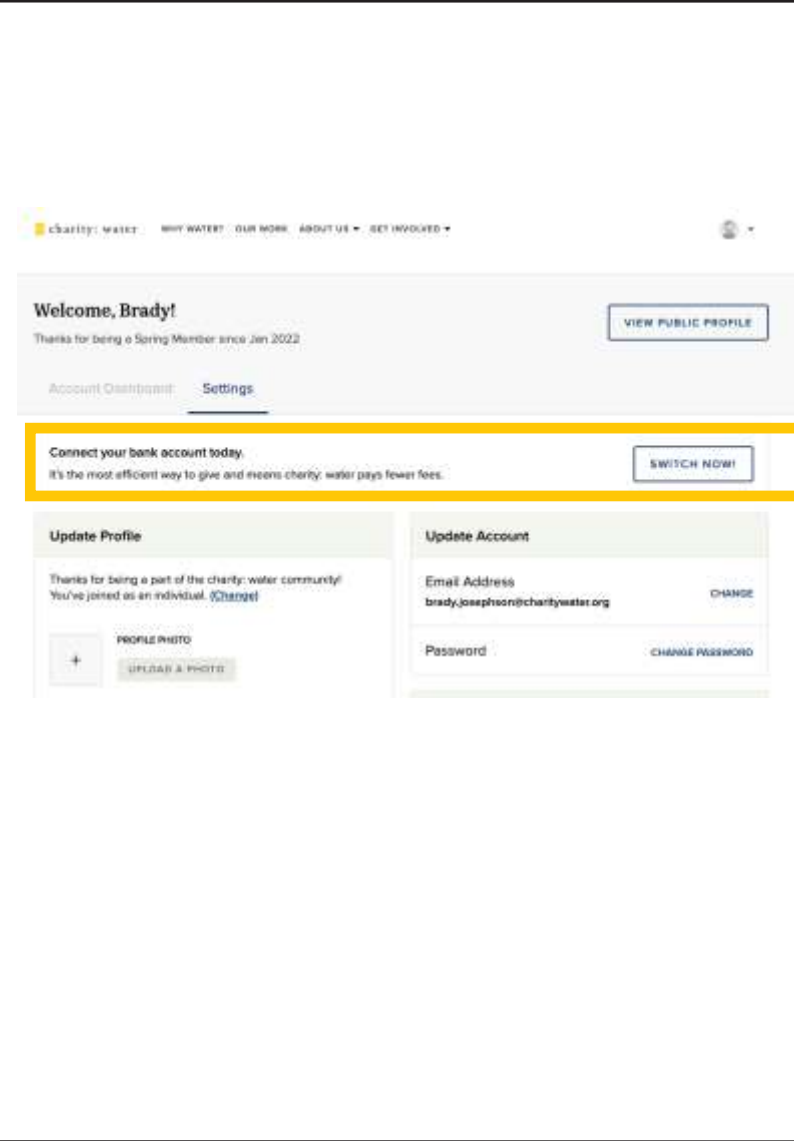 charity: water WHY WATER? OUR WORK ABOUT US GET INVOLVED
Welcome, Brady!
Thanks for being a Spring Member since Jan 2022
VIEW PUBLIC PROFILE
Account Dashboard Settings
Connect your bank account today.
It's the most efficient way to give and means charity: water pays fewer fees.
SWITCH NOW!
Update Profile
Thanks for being a part of the charity: water community!
You've joined as an individual. (Change)
PROFILE PHOTO
+
UPLOAD A PHOTO
Update Account
Email Address
brady.josephson@charitywater.org
CHANGE
Password
CHANGE PASSWORD